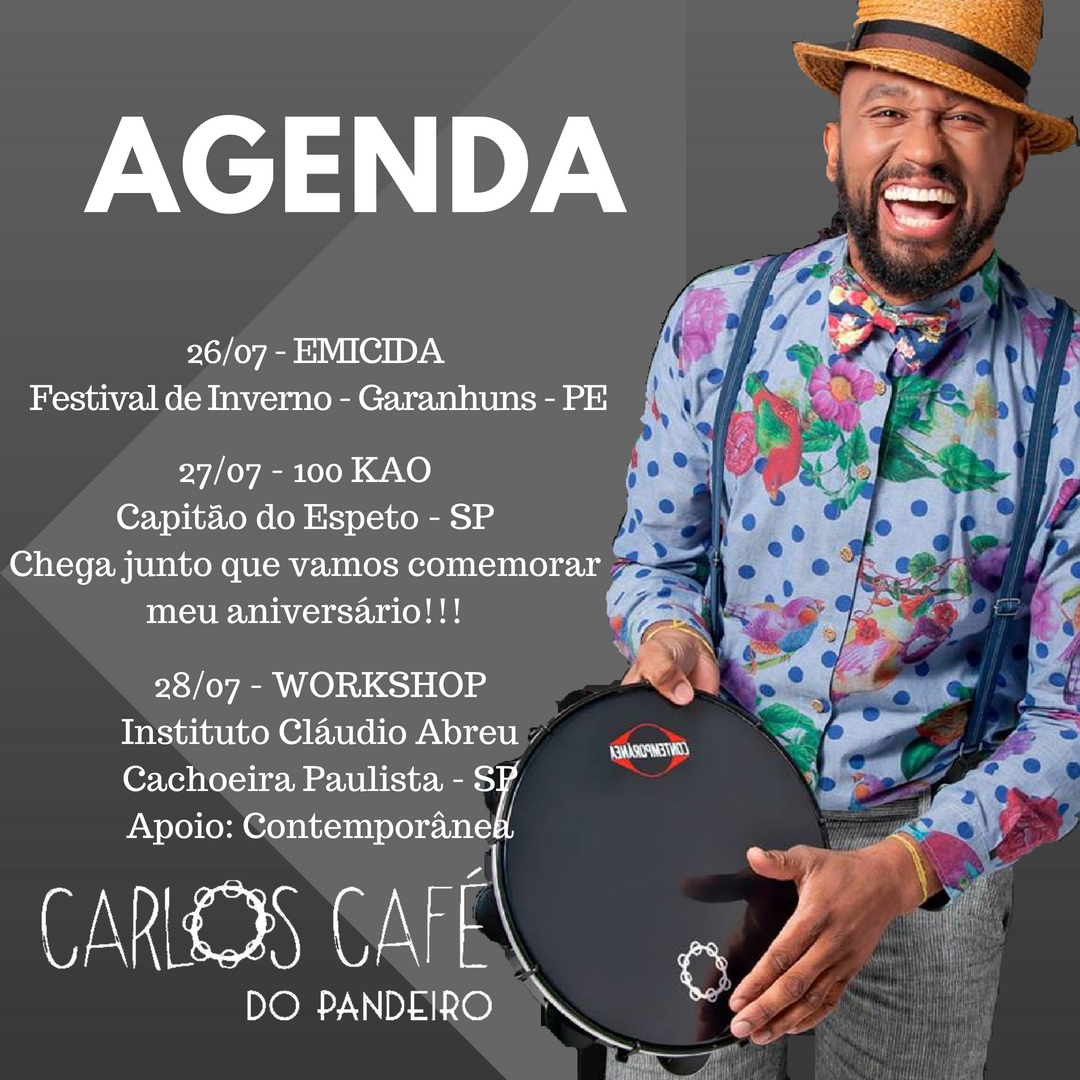 AGENDA
26/07 - EMICIDA
Festival de Inverno - Garanhuns - PE
27/07 - 100 KAO
Capitão do Espeto - SP
Chega junto que vamos comemorar
meu aniversário!!!
28/07 - WORKSHOP
Instituto Cláudio Abreu
Cachoeira Paulista - SP
Apoio: Contemporânea
CONTEMPORÂNEA
CARLOS CAFÉ
DO PANDEIRO